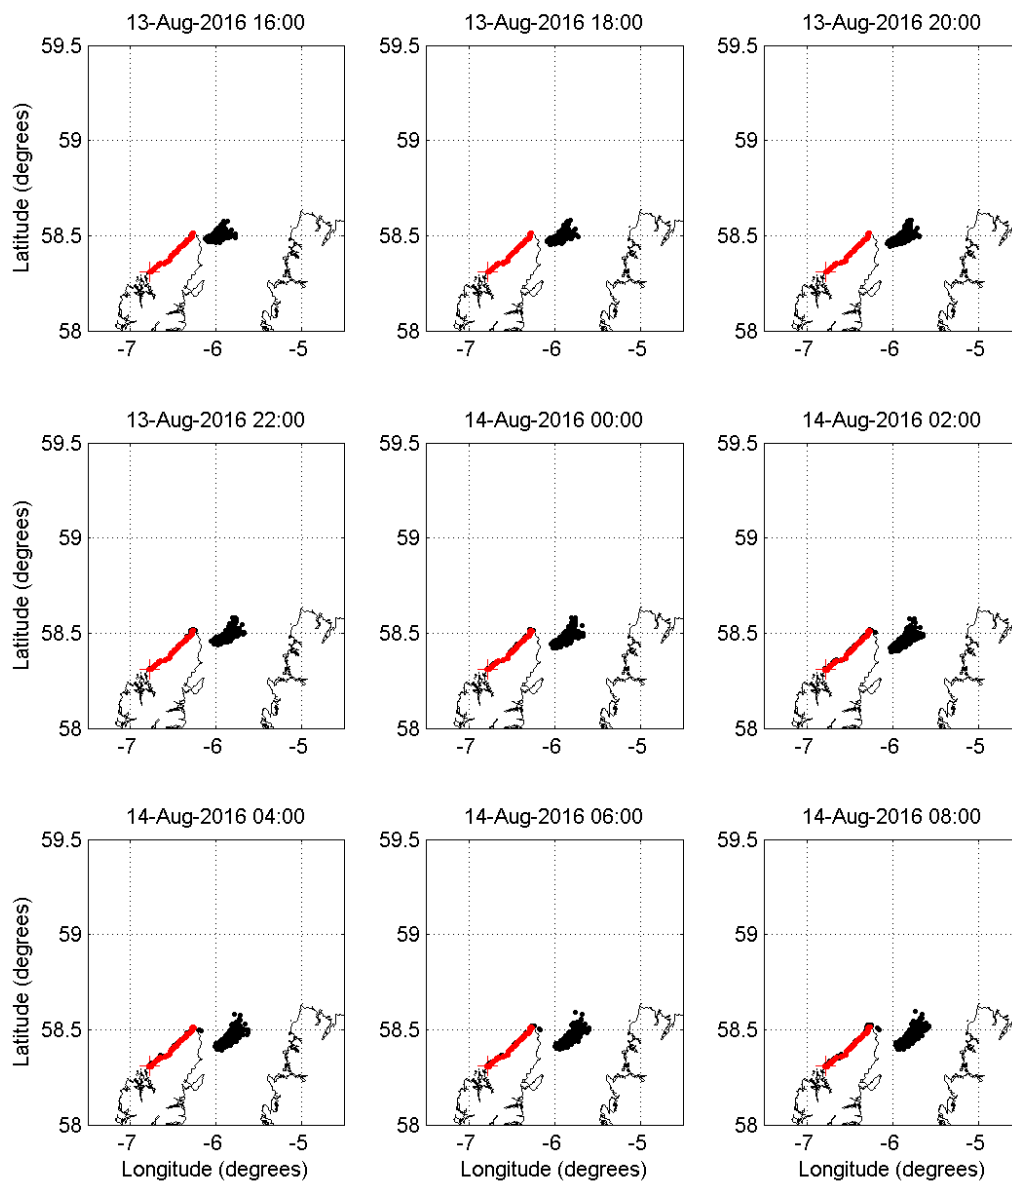 13-Aug-2016 16:00 13-Aug-2016 18:00 13-Aug-2016 20:00
59.5 59.5 59.5
59 59 59
58.5 58.5 58.5
58 58 58
Latitude (degrees)
-7 -6 -5 -7 -6 -5 -7 -6 -5
13-Aug-2016 22:00 14-Aug-2016 00:00 14-Aug-2016 02:00
59.5 59.5 59.5
59 59 59
58.5 58.5 58.5
58 58 58
Latitude (degrees)
-7 -6 -5 -7 -6 -5 -7 -6 -5
14-Aug-2016 04:00 14-Aug-2016 06:00 14-Aug-2016 08:00
59.5 59.5 59.5
59 59 59
58.5 58.5 58.5
58 58 58
Latitude (degrees)
-7 -6 -5 -7 -6 -5 -7 -6 -5
Longitude (degrees) Longitude (degrees) Longitude (degrees)